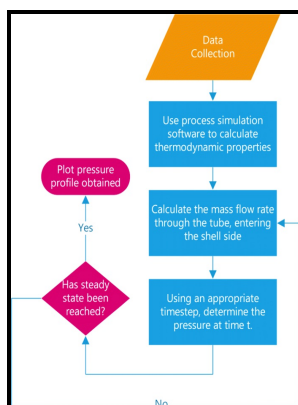 Data
Collection
Use process simulation
software to calculate
thermodynamic properties
Plot pressure
profile obtained
Calculate the mass flow rate
through the tube, entering
the shell side
Yes
Has steady
state been
reached?
Using an appropriate
timestep, determine the
pressure at time t.
No